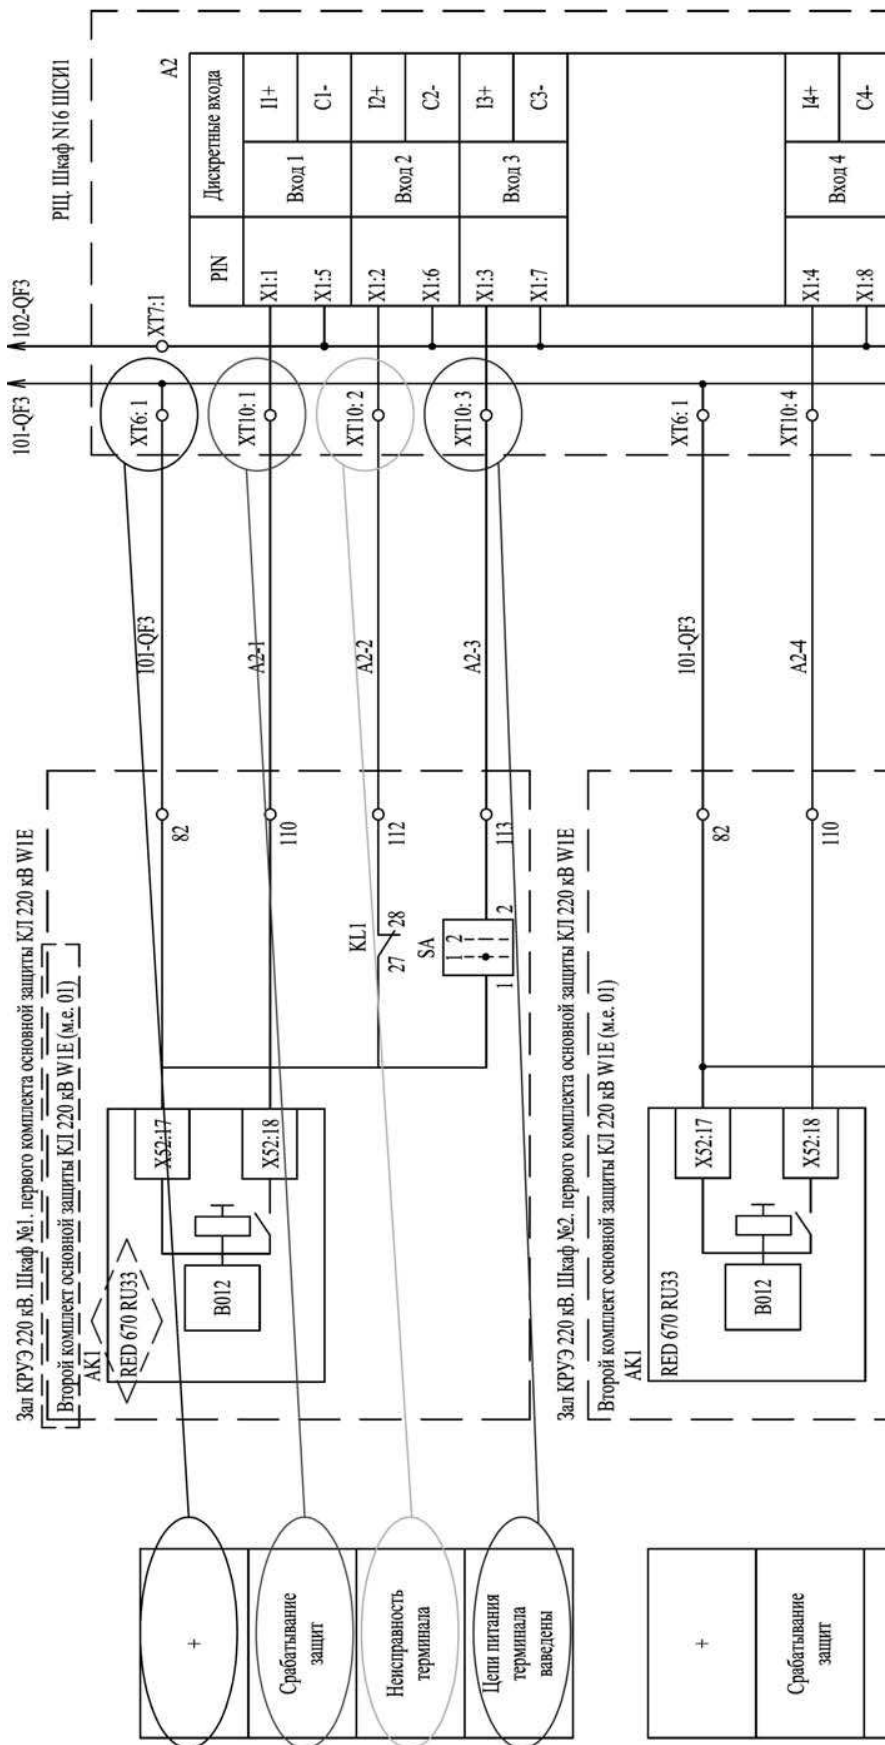 101-QF3
102-QF3
РЩ. Шкаф N16 ШСИ1
XT7:1
A2
PIN
Дискретные входа
X1:1
X1:5
Вход 1
I1+
C1-
X1:2
X1:6
Вход 2
I2+
C2-
X1:3
X1:7
Вход 3
I3+
C3-
X1:4
X1:8
Вход 4
I4+
C4-
XT6: 1
XT10: 1
XT10: 2
XT10: 3
XT6: 1
XT10: 4
101-QF3
A2-1
A2-2
A2-3
101-QF3
A2-4
Зал КРУЭ 220 кВ. Шкаф №1. первого комплекта основной защиты КЛ 220 кВ W1E
Второй комплект основной защиты КЛ 220 кВ W1E (м.е. 01)
AK1
RED 670 RU33
B012
X52:17
X52:18
82
110
112
113
KL1
27
28
SA
1 2
1
2
Зал КРУЭ 220 кВ. Шкаф №2. первого комплекта основной защиты КЛ 220 кВ W1E
Второй комплект основной защиты КЛ 220 кВ W1E (м.е. 01)
AK1
RED 670 RU33
B012
X52:17
X52:18
82
110
+
Срабатывание
защит
Неисправность
терминала
Цепи питания
терминала
ваведены
+
Срабатывание
защит